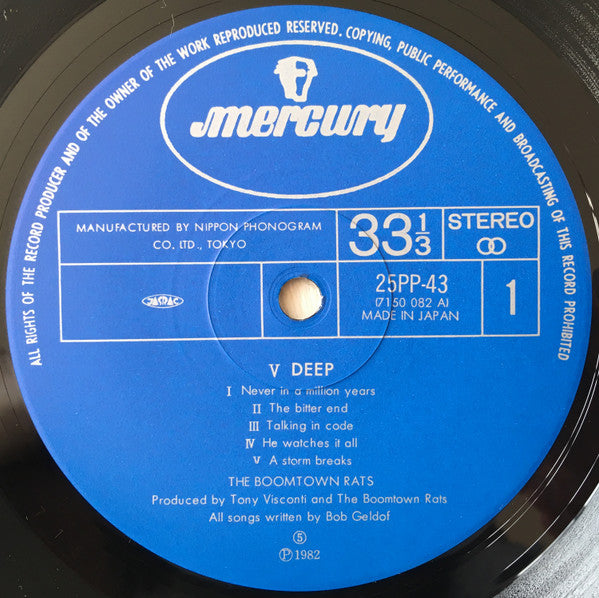 ALL RIGHTS OF THE RECORD PRODUCER AND OF THE OWNER OF THE WORK REPRODUCED RESERVED. COPYING, PUBLIC PERFORMANCE AND BROADCASTING OF THIS RECORD PROHIBITED
mercury
MANUFACTURED BY NIPPON PHONOGRAM
CO. LTD., TOKYO
33 1/3
STEREO
JASRAC
25PP-43
(7150 082 A)
MADE IN JAPAN
1
V DEEP
I Never in a million years
II The bitter end
III Talking in code
IV He watches it all
V A storm breaks
THE BOOMTOWN RATS
Produced by Tony Visconti and The Boomtown Rats
All songs written by Bob Geldof
⑤
℗1982